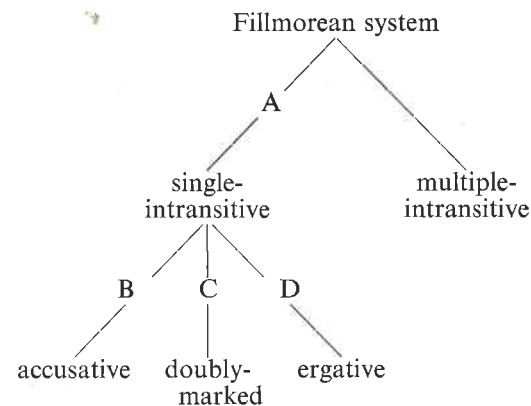 Fillmorean system
A
single-
intransitive
multiple-
intransitive
B C D
accusative
doubly-
marked
ergative